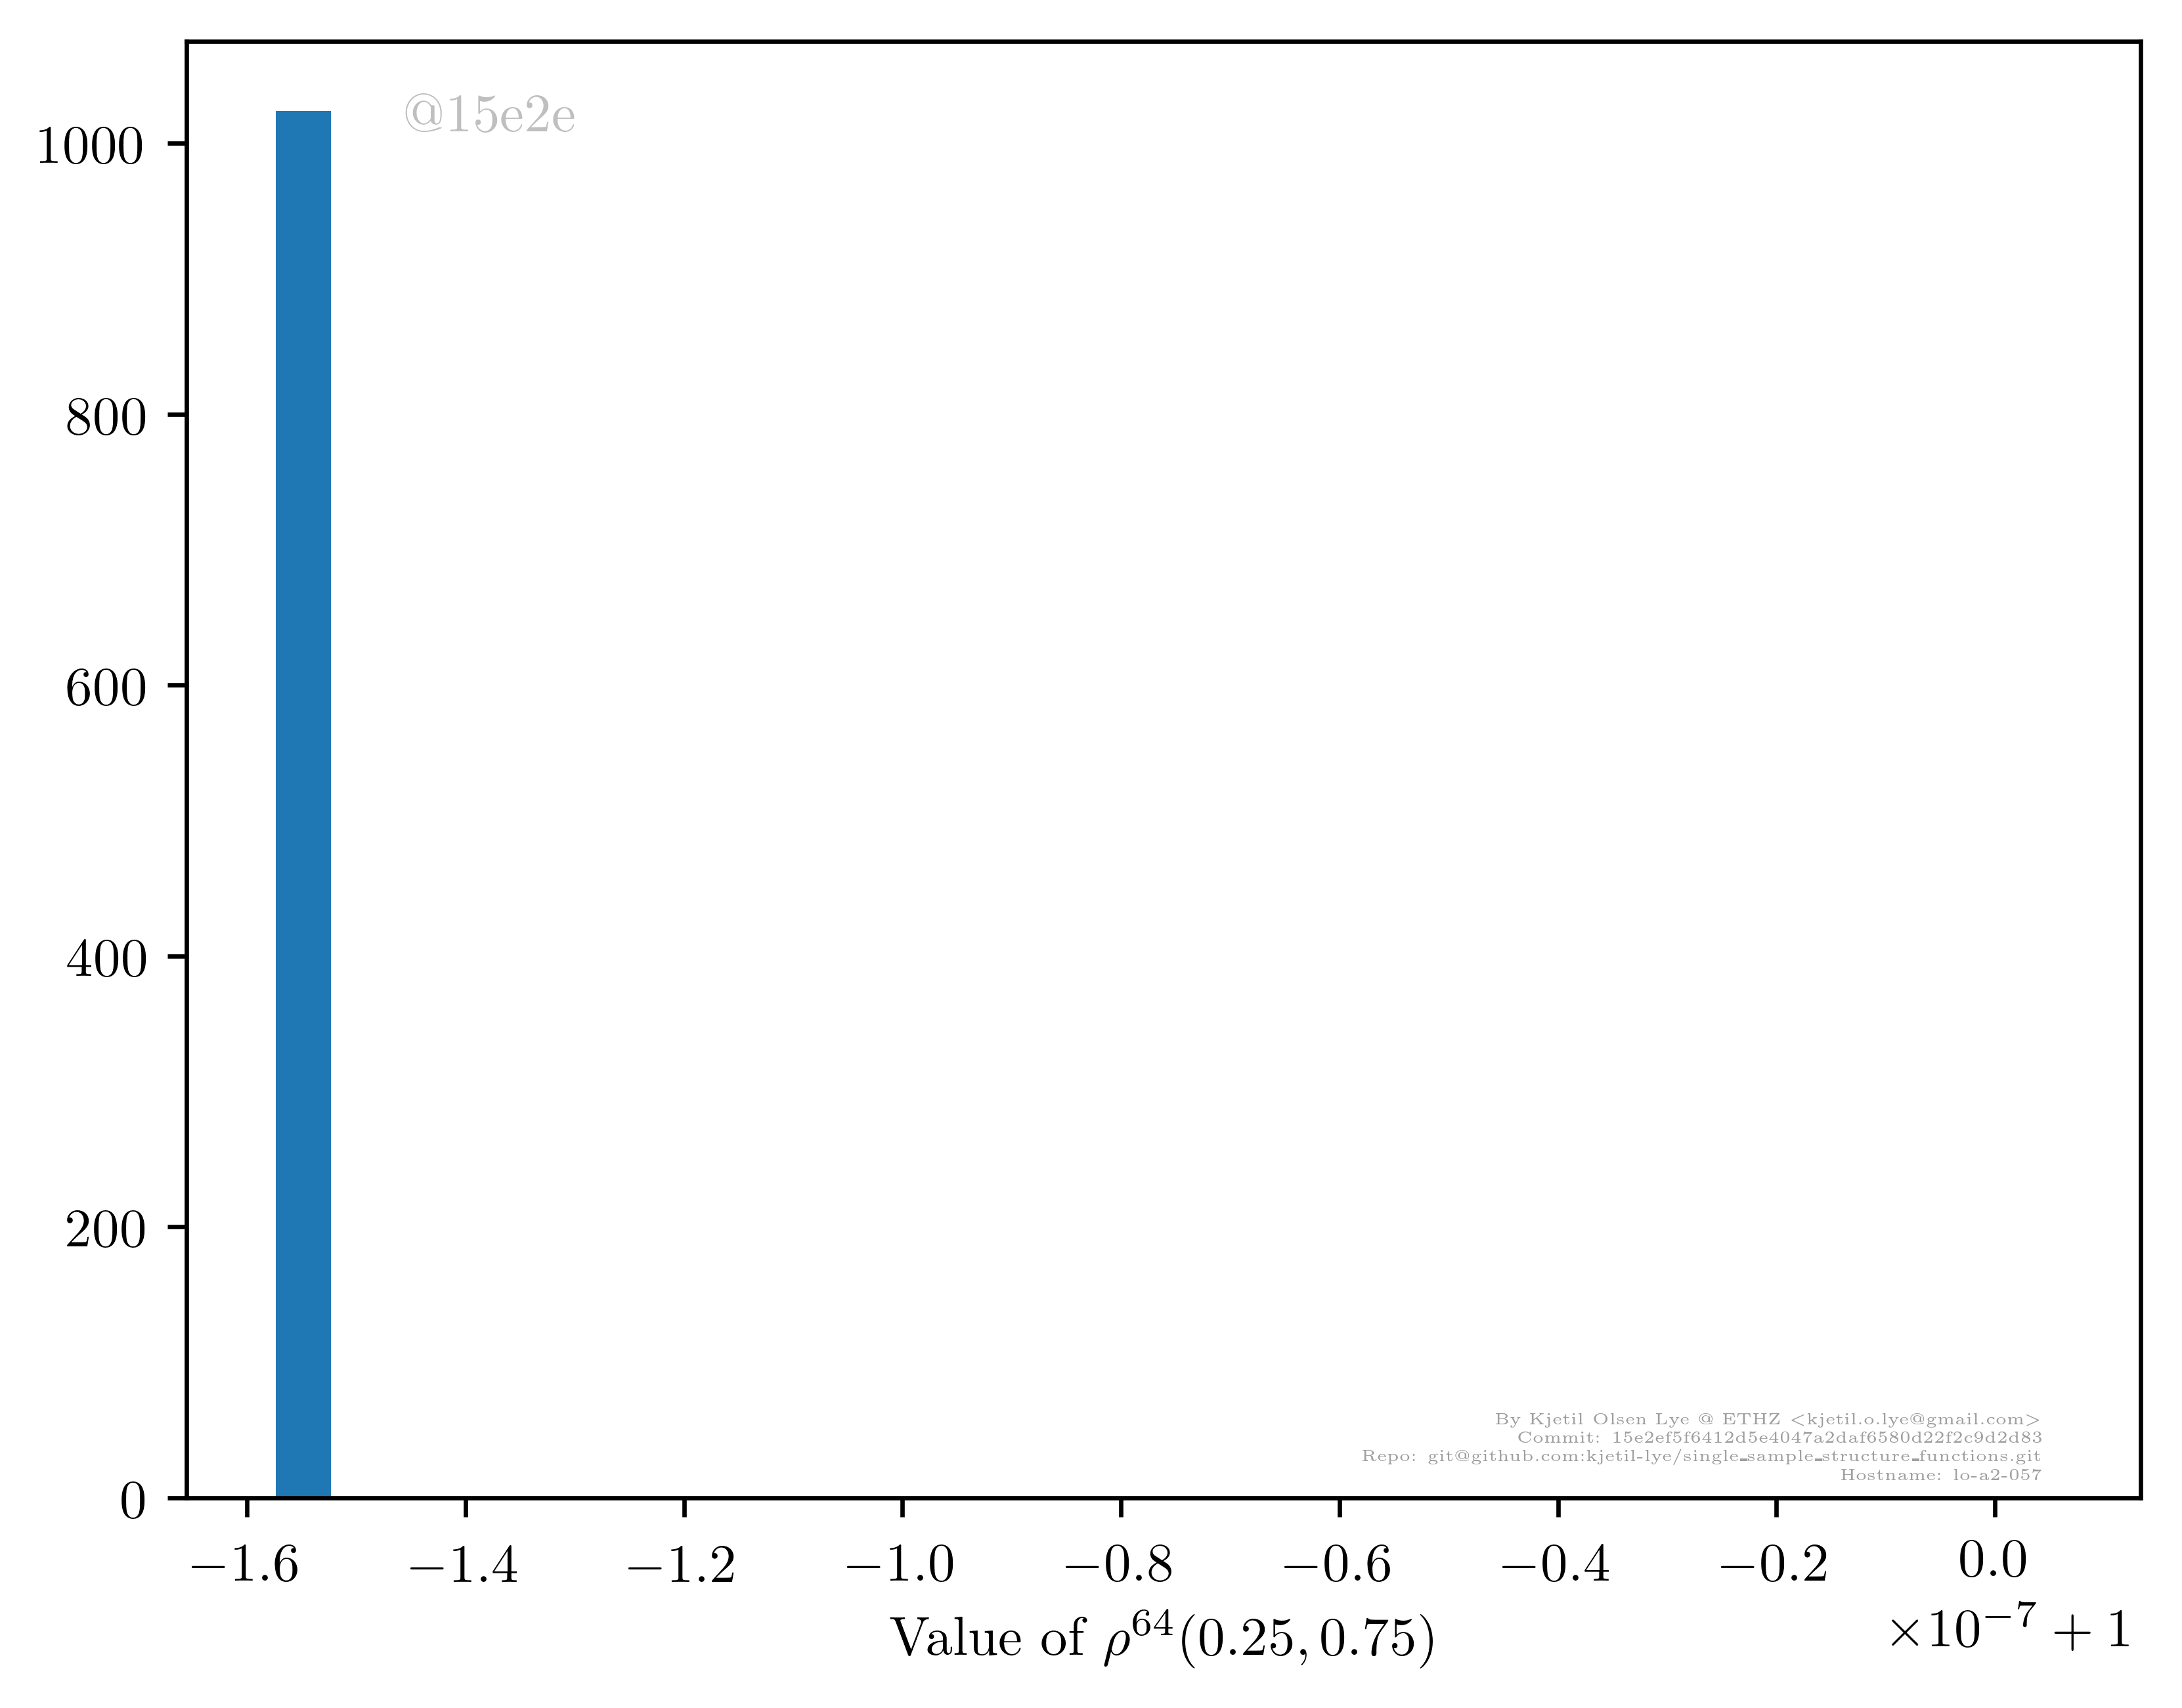 @15e2e
1000
800
600
400
200
0
By Kjetil Olsen Lye @ ETHZ <kjetil.o.lye@gmail.com>
Commit: 15e2ef5f6412d5e4047a2daf6580d22f2c9d2d83
Repo: git@github.com:kjetil-lye/single_sample_structure_functions.git
Hostname: lo-a2-057
−1.6 −1.4 −1.2 −1.0 −0.8 −0.6 −0.4 −0.2 0.0
×10⁻⁷ + 1
Value of ρ⁶⁴(0.25, 0.75)